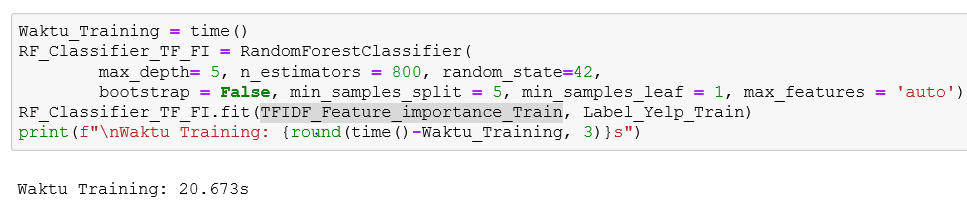 Waktu_Training = time()
RF_Classifier_TF_FI = RandomForestClassifier(
        max_depth= 5, n_estimators = 800, random_state=42,
        bootstrap = False, min_samples_split = 5, min_samples_leaf = 1, max_features = 'auto')
RF_Classifier_TF_FI.fit(TFIDF_Feature_importance_Train, Label_Yelp_Train)
print(f"\nWaktu Training: {round(time()-Waktu_Training, 3)}s")
Waktu Training: 20.673s